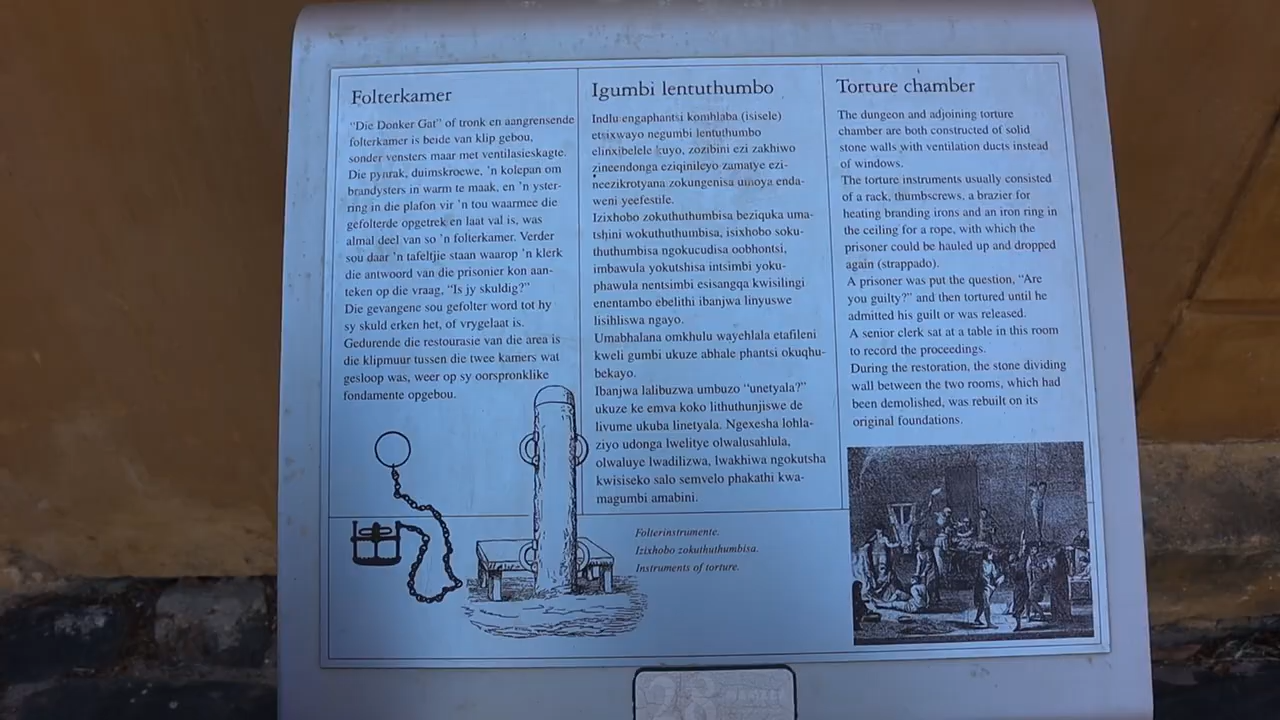 Folterkamer
"Die Donker Gat" of tronk en aangrensende
folterkamer is beide van klip gebou,
sonder vensters maar met ventilasieskagte.
Die pynrak, duimskroewe, 'n kolepan om
brandysters in warm te maak, en 'n yster-
ring in die plafon vir 'n tou waarmee die
gefolterde opgetrek en laat val is, was
almal deel van so 'n folterkamer. Verder
sou daar 'n tafeltjie staan waarop 'n klerk
die antwoord van die prisonier kon aan-
teken op die vraag, "Is jy skuldig?"
Die gevangene sou gefolter word tot hy
sy skuld erken het, of vrygelaat is.
Gedurende die restourasie van die area is
die klipmuur tussen die twee kamers wat
gesloop was, weer op sy oorspronklike
fondamente opgebou.
Igumbi lentuthumbo
Indlu engaphantsi komhlaba (isisele)
etsixwayo negumbi lentuthumbo
elinxibelele kuyo, zozibini ezi zakhiwo
zineendonga eziqinileyo zamatye ezi-
neezikrotyana zokungenisa umoya enda-
weni yeefestile.
Izixhobo zokuthuthumbisa beziquka uma-
tshini wokuthuthumbisa, isixhobo soku-
thuthumbisa ngokucudisa oobhontsi,
imbawula yokutshisa intsimbi yoku-
phawula nentsimbi esisangqa kwisilingi
enentambo ebelithi ibanjwa linyuswe
lisihliswa ngayo.
Umabhalana omkhulu wayehlala etafileni
kweli gumbi ukuze abhale phantsi okuqhu-
bekayo.
Ibanjwa lalibuzwa umbuzo "unetyala?"
ukuze ke emva koko lithuthunjiswe de
livume ukuba linetyala. Ngexesha lohla-
ziyo udonga lwelitye olwalusahlula,
olwaluye lwadilizwa, lwakhiwa ngokutsha
kwisiseko salo semvelo phakathi kwa-
magumbi amabini.
Torture chamber
The dungeon and adjoining torture
chamber are both constructed of solid
stone walls with ventilation ducts instead
of windows.
The torture instruments usually consisted
of a rack, thumbscrews, a brazier for
heating branding irons and an iron ring in
the ceiling for a rope, with which the
prisoner could be hauled up and dropped
again (strappado).
A prisoner was put the question, "Are
you guilty?" and then tortured until he
admitted his guilt or was released.
A senior clerk sat at a table in this room
to record the proceedings.
During the restoration, the stone dividing
wall between the two rooms, which had
been demolished, was rebuilt on its
original foundations.
Folterinstrumente.
Izixhobo zokuthuthumbisa.
Instruments of torture.
23